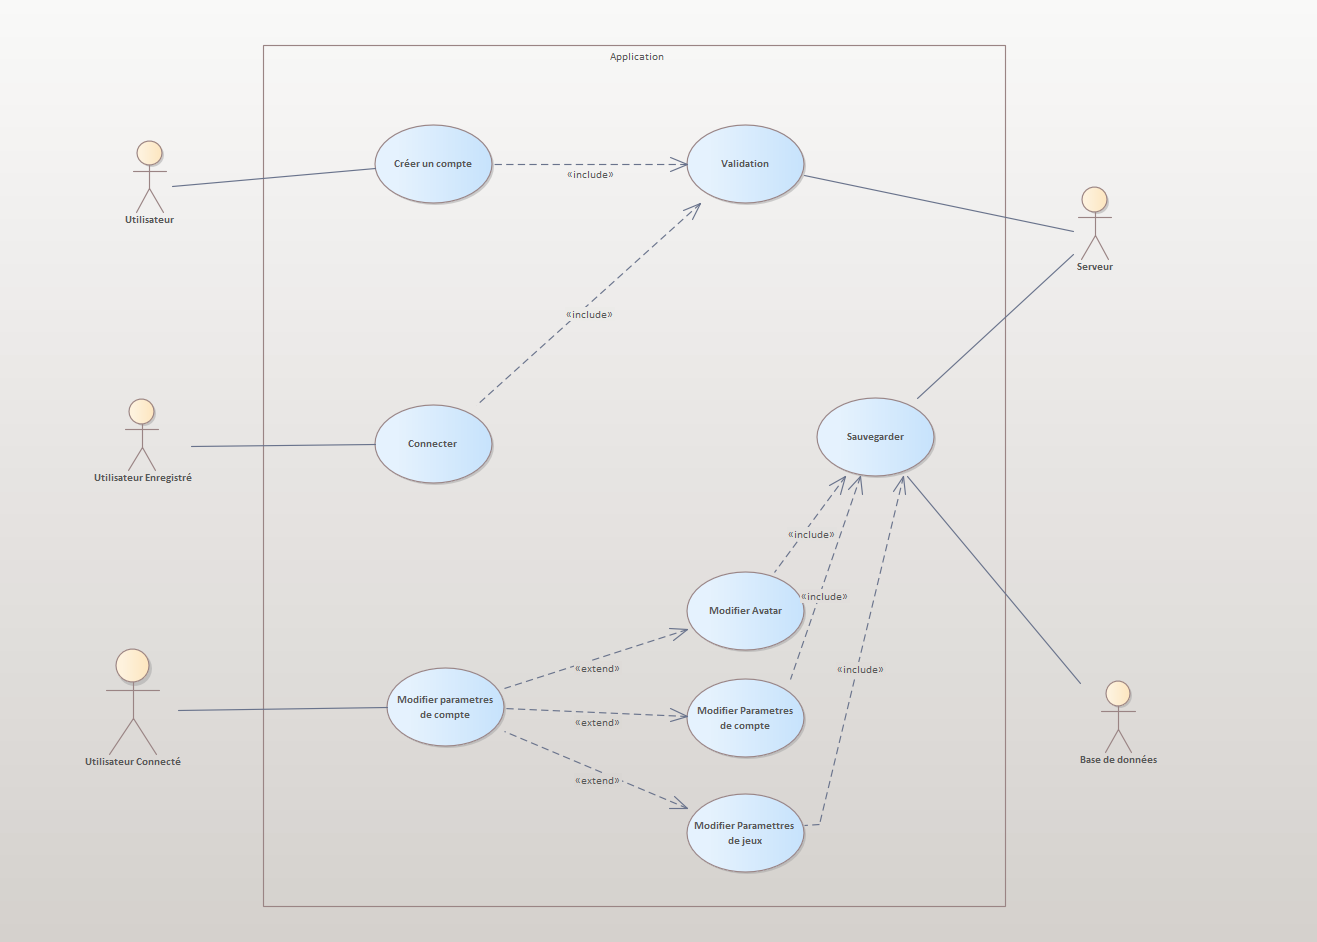 Application
Créer un compte
«include»
Validation
Utilisateur
Serveur
«include»
Connecter
Sauvegarder
Utilisateur Enregistré
«include»
«include»
Modifier Avatar
«extend»
«include»
Modifier parametres
de compte
«extend»
Modifier Parametres
de compte
Utilisateur Connecté
Base de données
«extend»
Modifier Paramettres
de jeux